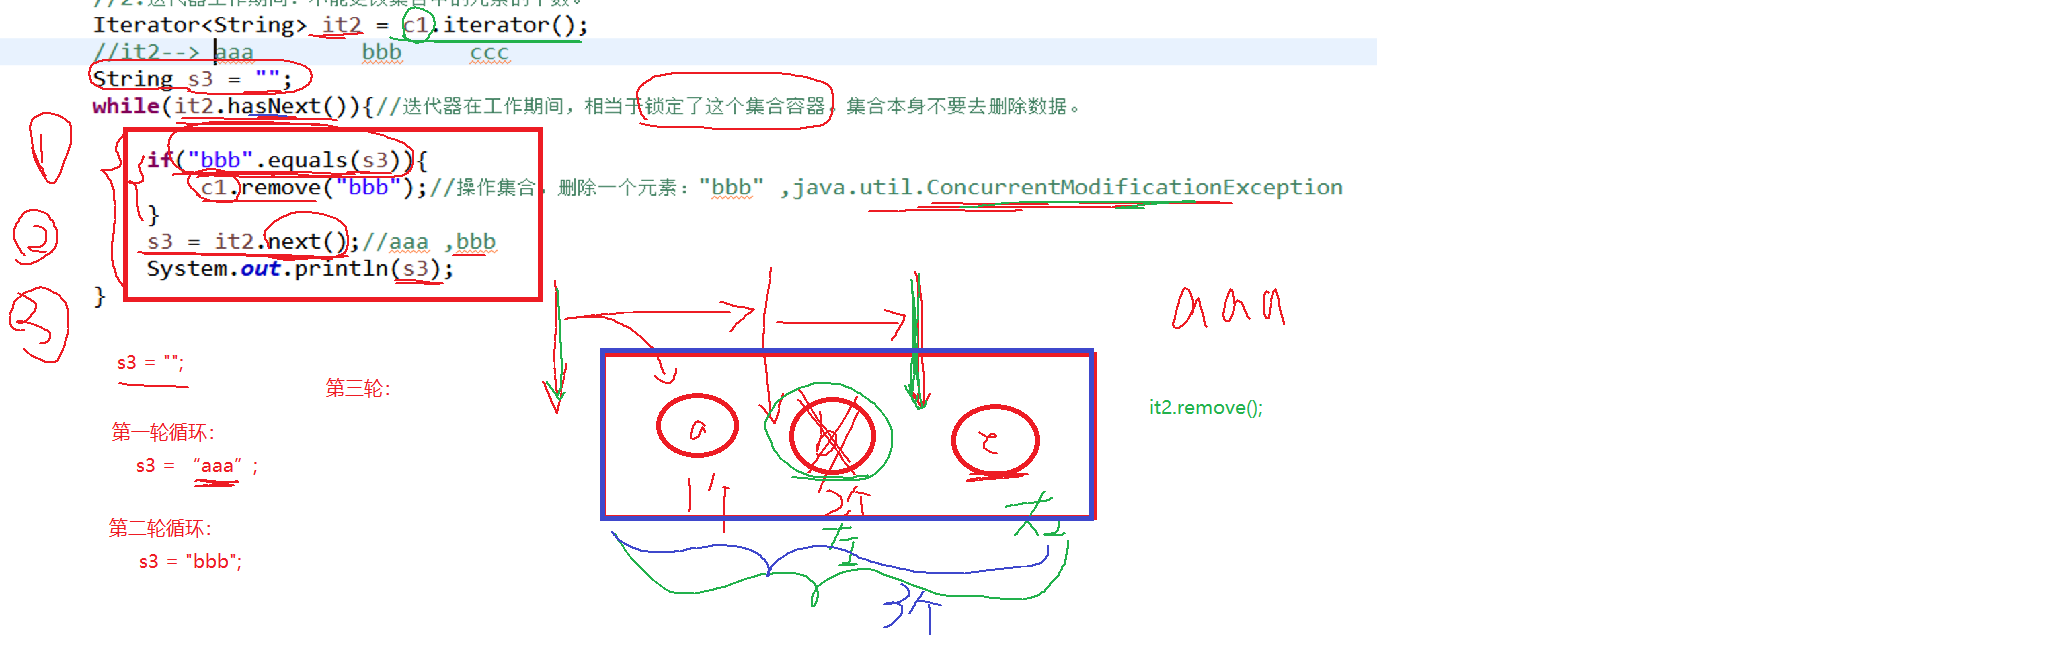 //2.迭代器工作期间：不能更改集合中的元素的个数。
Iterator<String> it2 = c1.iterator();
//it2--> aaa bbb ccc
String s3 = "";
while(it2.hasNext()){//迭代器在工作期间，相当于锁定了这个集合容器，集合本身不要去删除数据。
1
if("bbb".equals(s3)){
c1.remove("bbb");//操作集合，删除一个元素："bbb" ,java.util.ConcurrentModificationException
}
2
s3 = it2.next();//aaa ,bbb
System.out.println(s3);
}
3
aaa
s3 = "";
第三轮：
it2.remove();
第一轮循环：
a
c
s3 = “aaa”;
1个
2个
第二轮循环：
s3 = "bbb";
3个